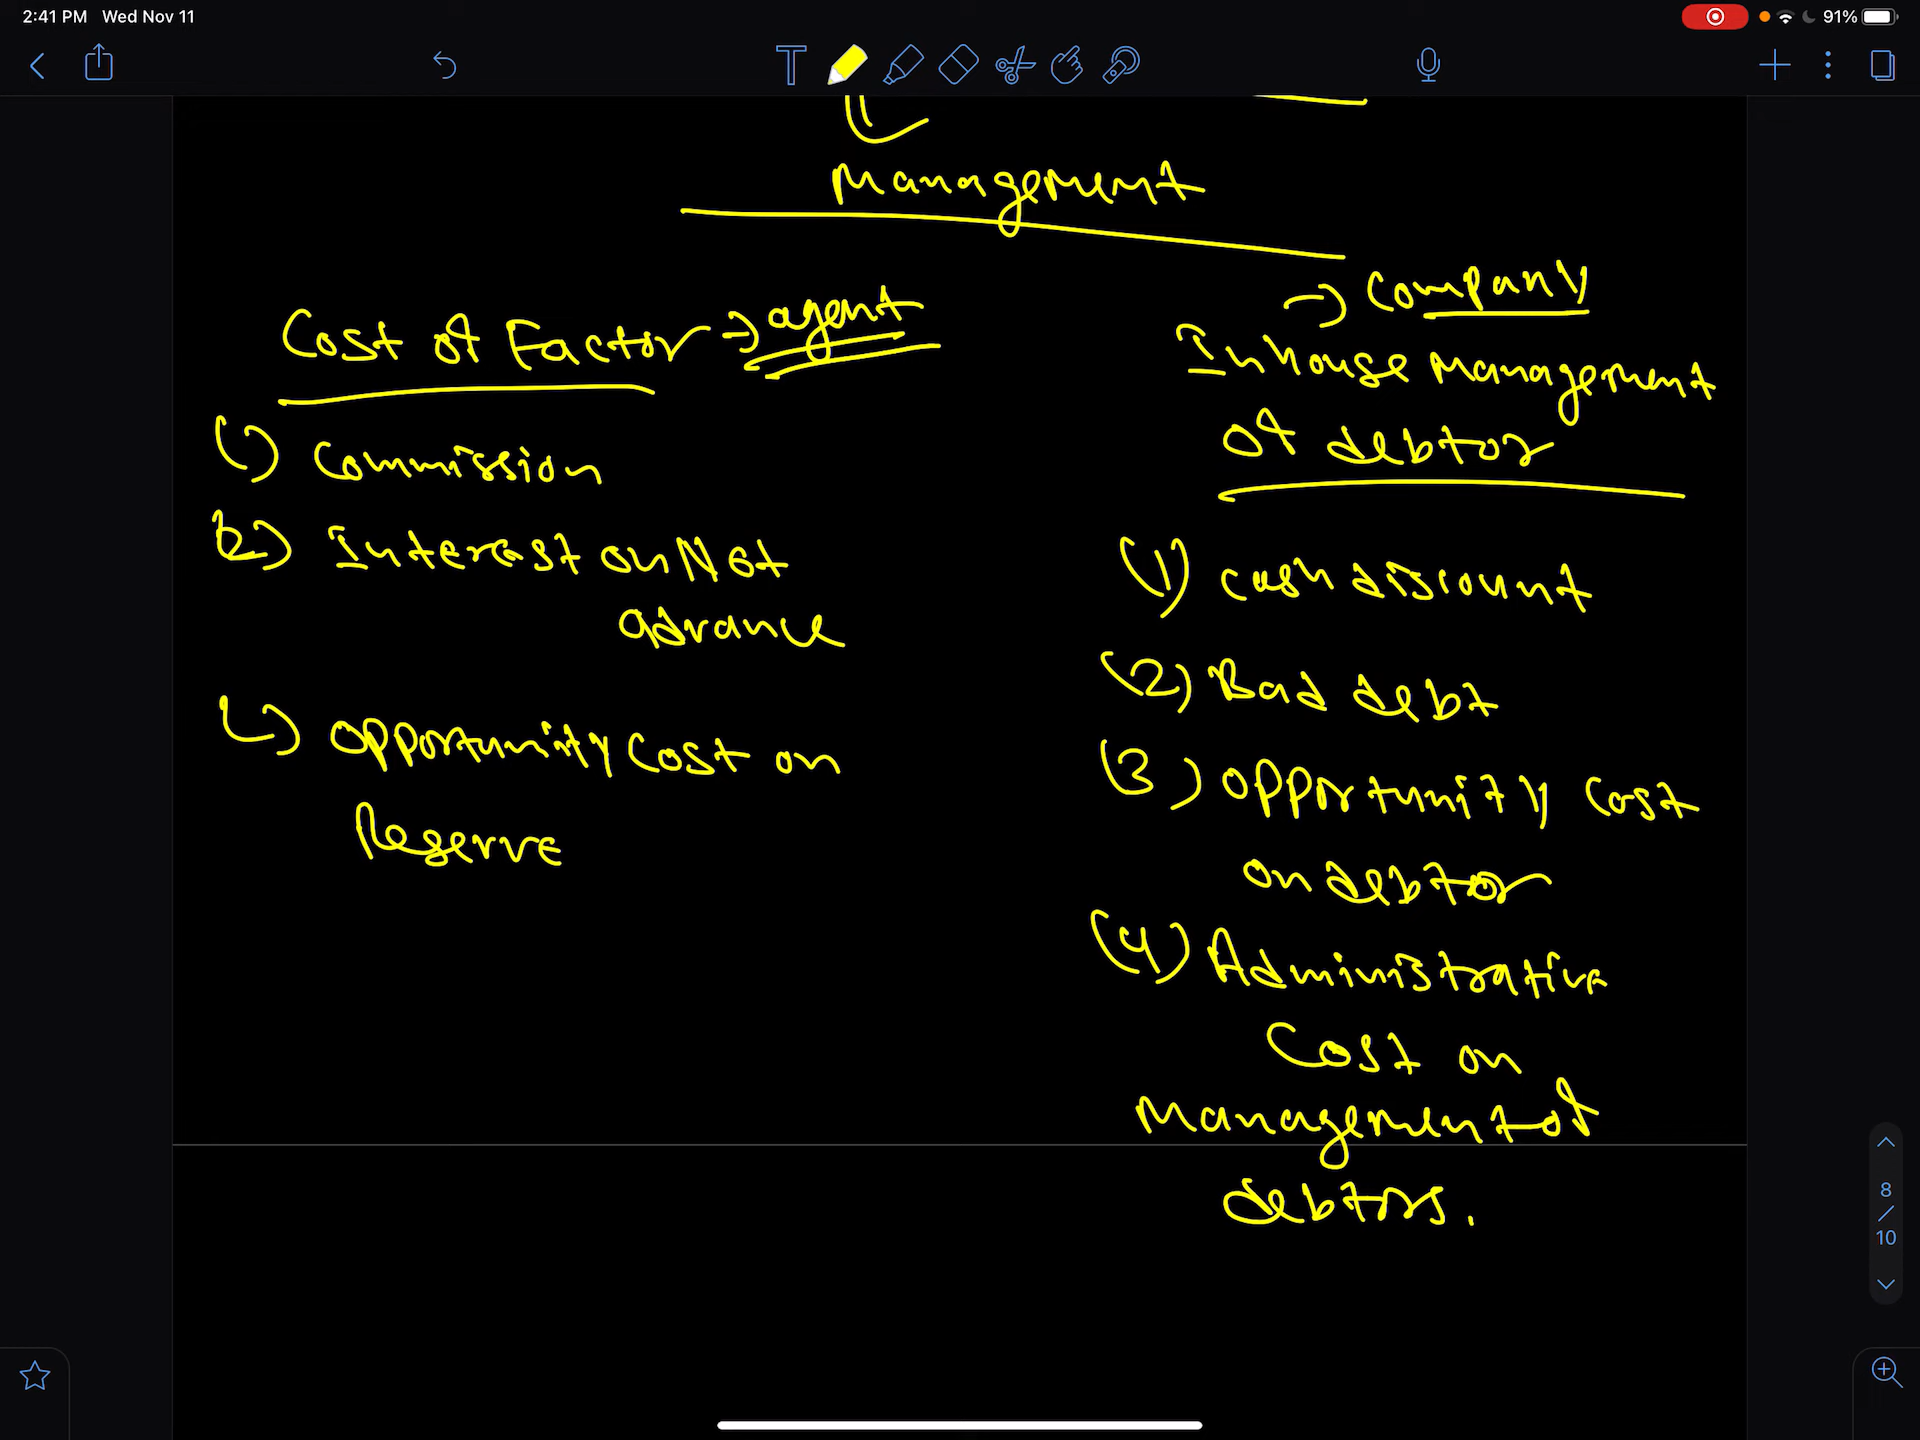 2:41 PM Wed Nov 11
91%
Management
Cost of Factor → agent
(1) Commission
(2) Interest on Net
advance
Opportunity Cost on
Reserve
→ Company
Inhouse Management
of debtor
(1) cash discount
(2) Bad debt
(3) Opportunity Cost
on debtor
(4) Administrative
Cost on
Management of
debtors.
8
/
10